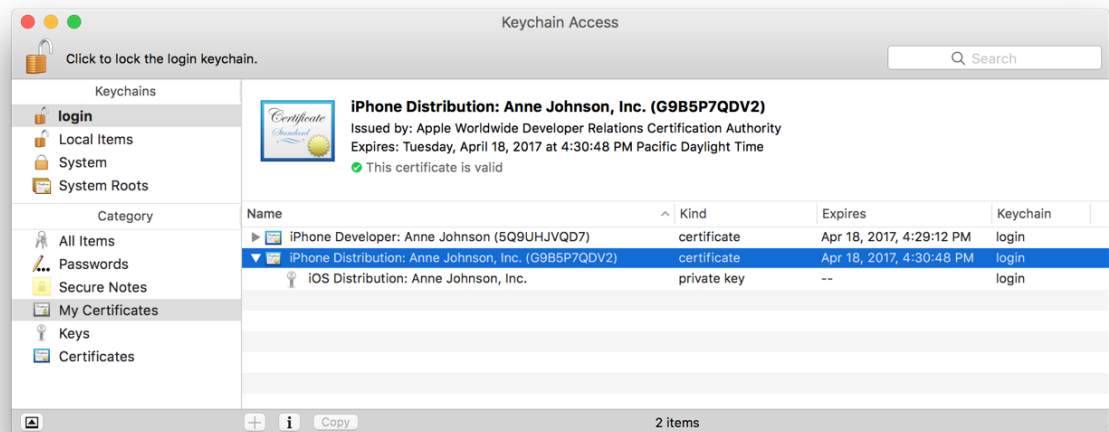 Keychain Access
Click to lock the login keychain.
Search
Keychains
login
Local Items
System
System Roots
Category
All Items
Passwords
Secure Notes
My Certificates
Keys
Certificates
Certificate
Standard
iPhone Distribution: Anne Johnson, Inc. (G9B5P7QDV2)
Issued by: Apple Worldwide Developer Relations Certification Authority
Expires: Tuesday, April 18, 2017 at 4:30:48 PM Pacific Daylight Time
This certificate is valid
Name Kind Expires Keychain
iPhone Developer: Anne Johnson (5Q9UHJVQD7) certificate Apr 18, 2017, 4:29:12 PM login
iPhone Distribution: Anne Johnson, Inc. (G9B5P7QDV2) certificate Apr 18, 2017, 4:30:48 PM login
iOS Distribution: Anne Johnson, Inc. private key -- login
+ i Copy 2 items